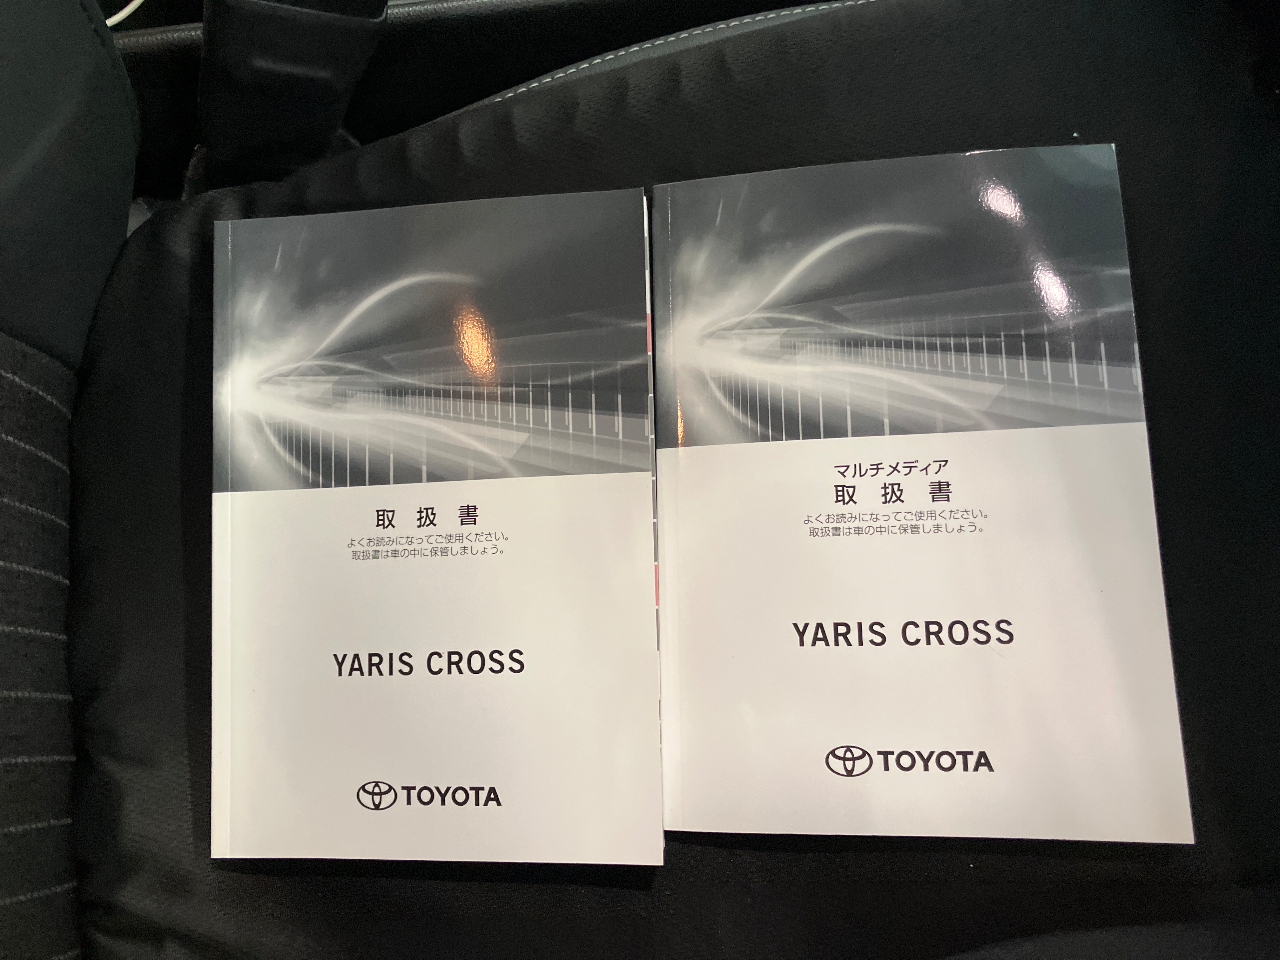 取扱書
よくお読みになってご使用ください。
取扱書は車の中に保管しましょう。
YARIS CROSS
TOYOTA
マルチメディア
取扱書
よくお読みになってご使用ください。
取扱書は車の中に保管しましょう。
YARIS CROSS
TOYOTA